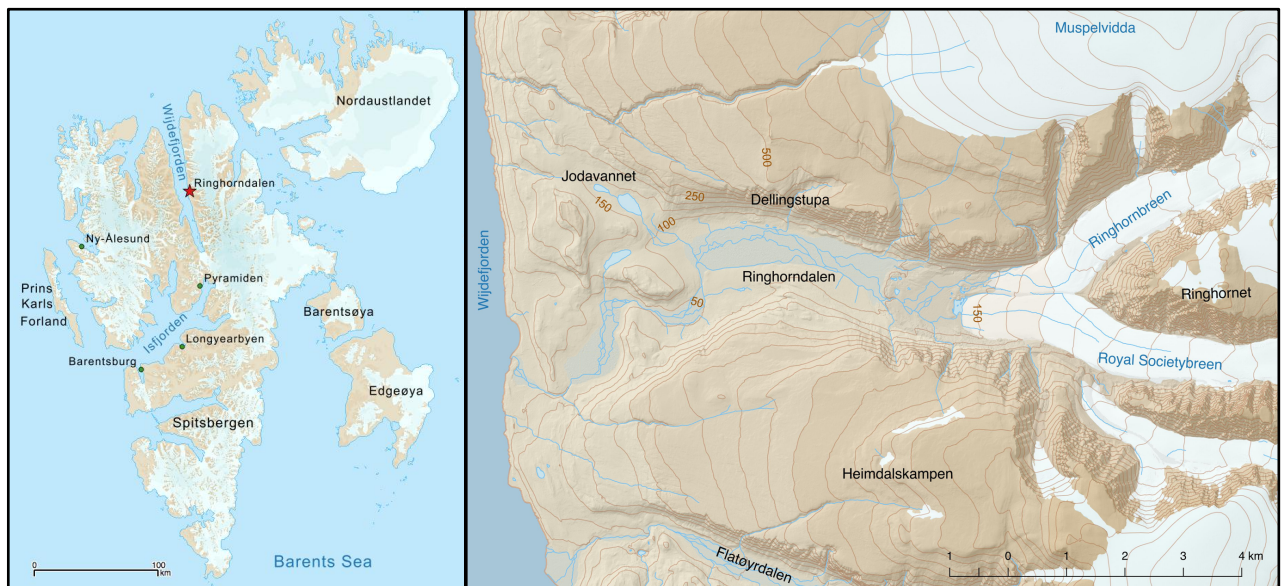 Nordaustlandet
Wijdefjorden
Ringhorndalen
Ny-Ålesund
Pyramiden
Prins
Karls
Forland
Barentsøya
Isfjorden
Longyearbyen
Barentsburg
Edgeøya
Spitsbergen
Barents Sea
0 100
km
Muspelvidda
500
Jodavannet
250
Dellingstupa
150
100
Ringhornbreen
Wijdefjorden
Ringhorndalen
Ringhornet
50
150
Royal Societybreen
Heimdalskampen
Flatøyrdalen
1 0 1 2 3 4 km